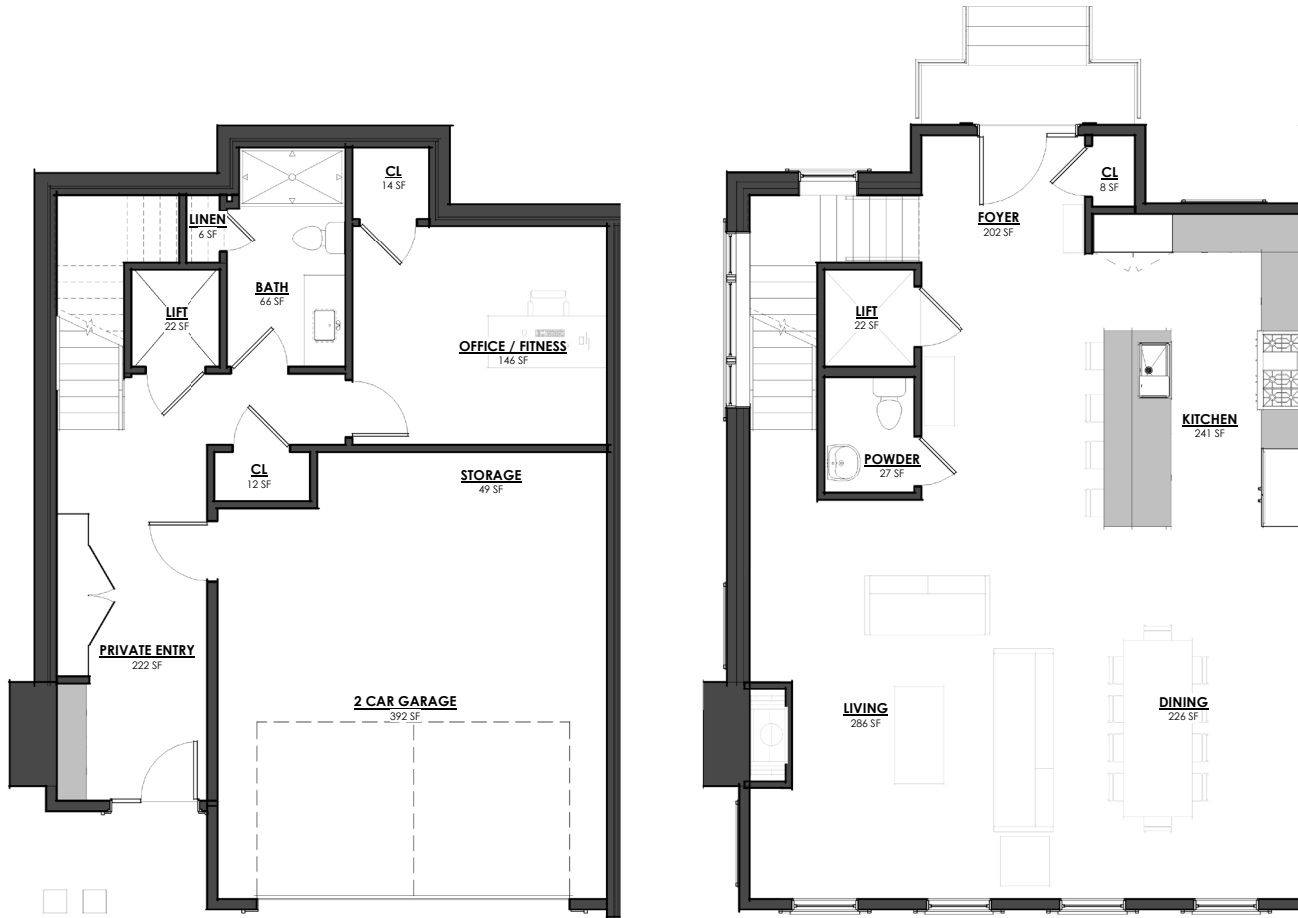 CL
14 SF
LINEN
6 SF
BATH
66 SF
LIFT
22 SF
OFFICE / FITNESS
146 SF
CL
12 SF
STORAGE
49 SF
PRIVATE ENTRY
222 SF
2 CAR GARAGE
392 SF
CL
8 SF
FOYER
202 SF
LIFT
22 SF
KITCHEN
241 SF
POWDER
27 SF
LIVING
286 SF
DINING
226 SF